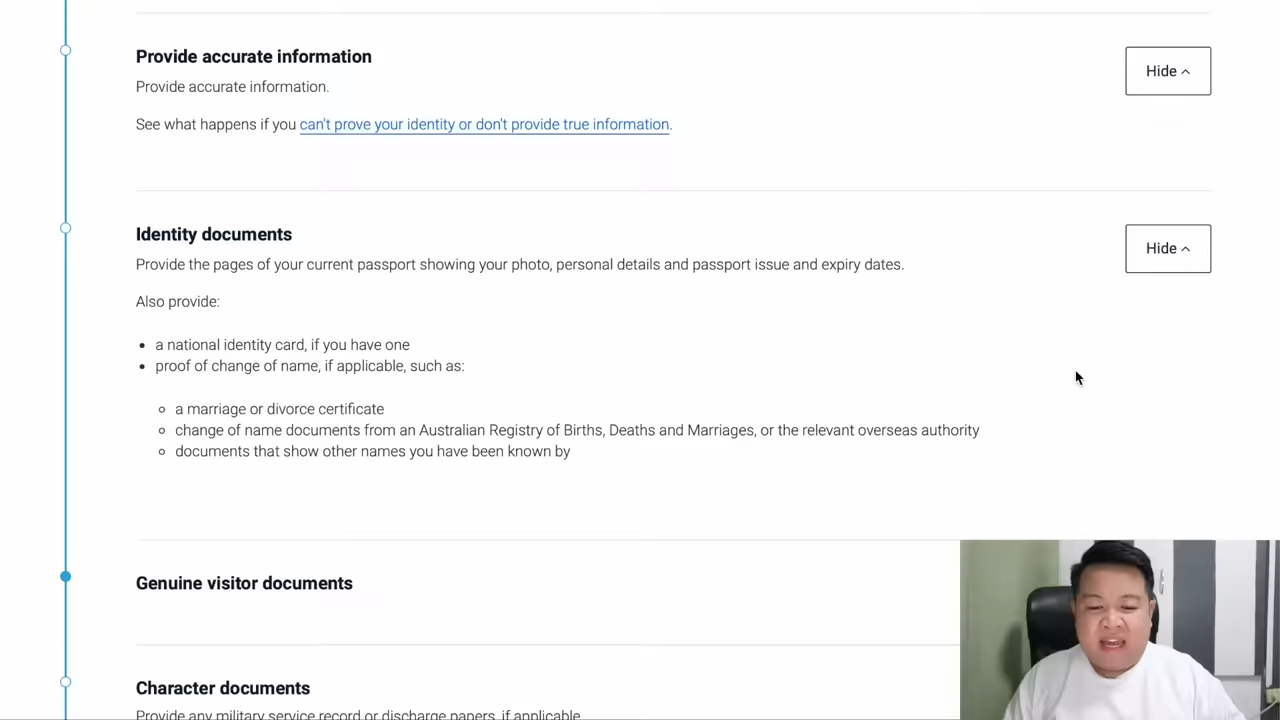 Provide accurate information
Hide
Provide accurate information.
See what happens if you can't prove your identity or don't provide true information.
Identity documents
Hide
Provide the pages of your current passport showing your photo, personal details and passport issue and expiry dates.
Also provide:
a national identity card, if you have one
proof of change of name, if applicable, such as:
a marriage or divorce certificate
change of name documents from an Australian Registry of Births, Deaths and Marriages, or the relevant overseas authority
documents that show other names you have been known by
Genuine visitor documents
Character documents
Provide any military service record or discharge papers, if applicable